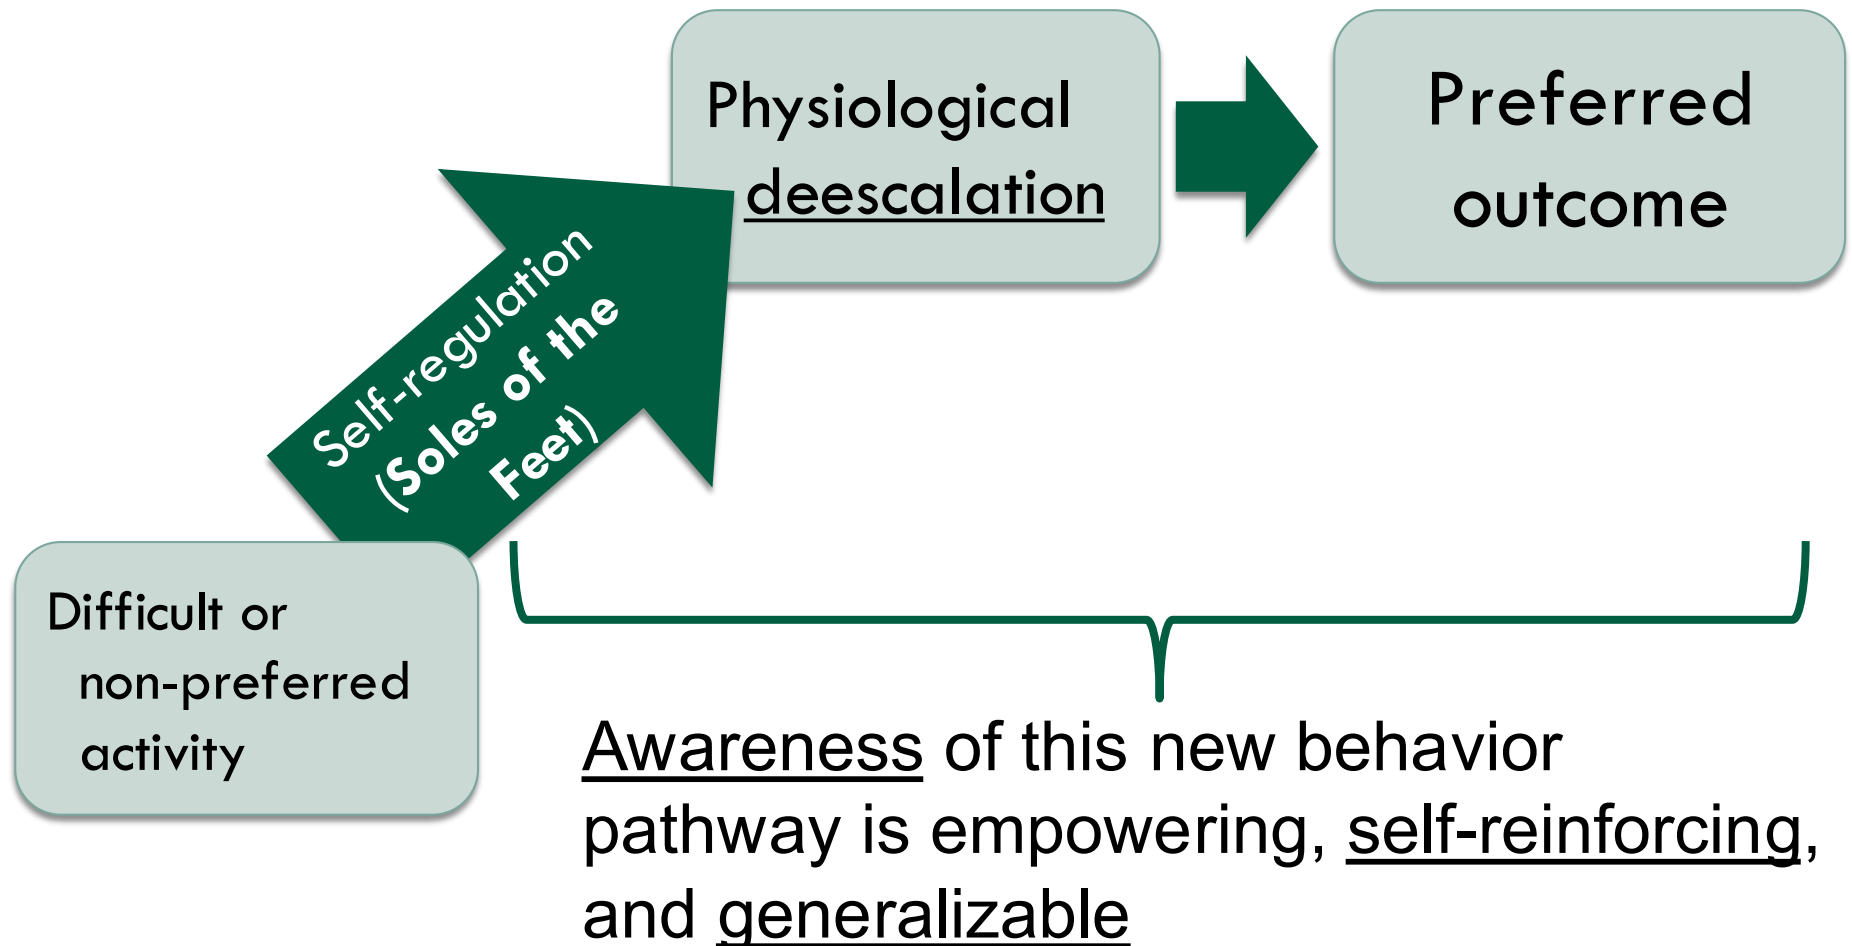 Physiological
deescalation
Preferred
outcome
Self-regulation
(Soles of the
Feet)
Difficult or
non-preferred
activity
Awareness of this new behavior
pathway is empowering, self-reinforcing,
and generalizable